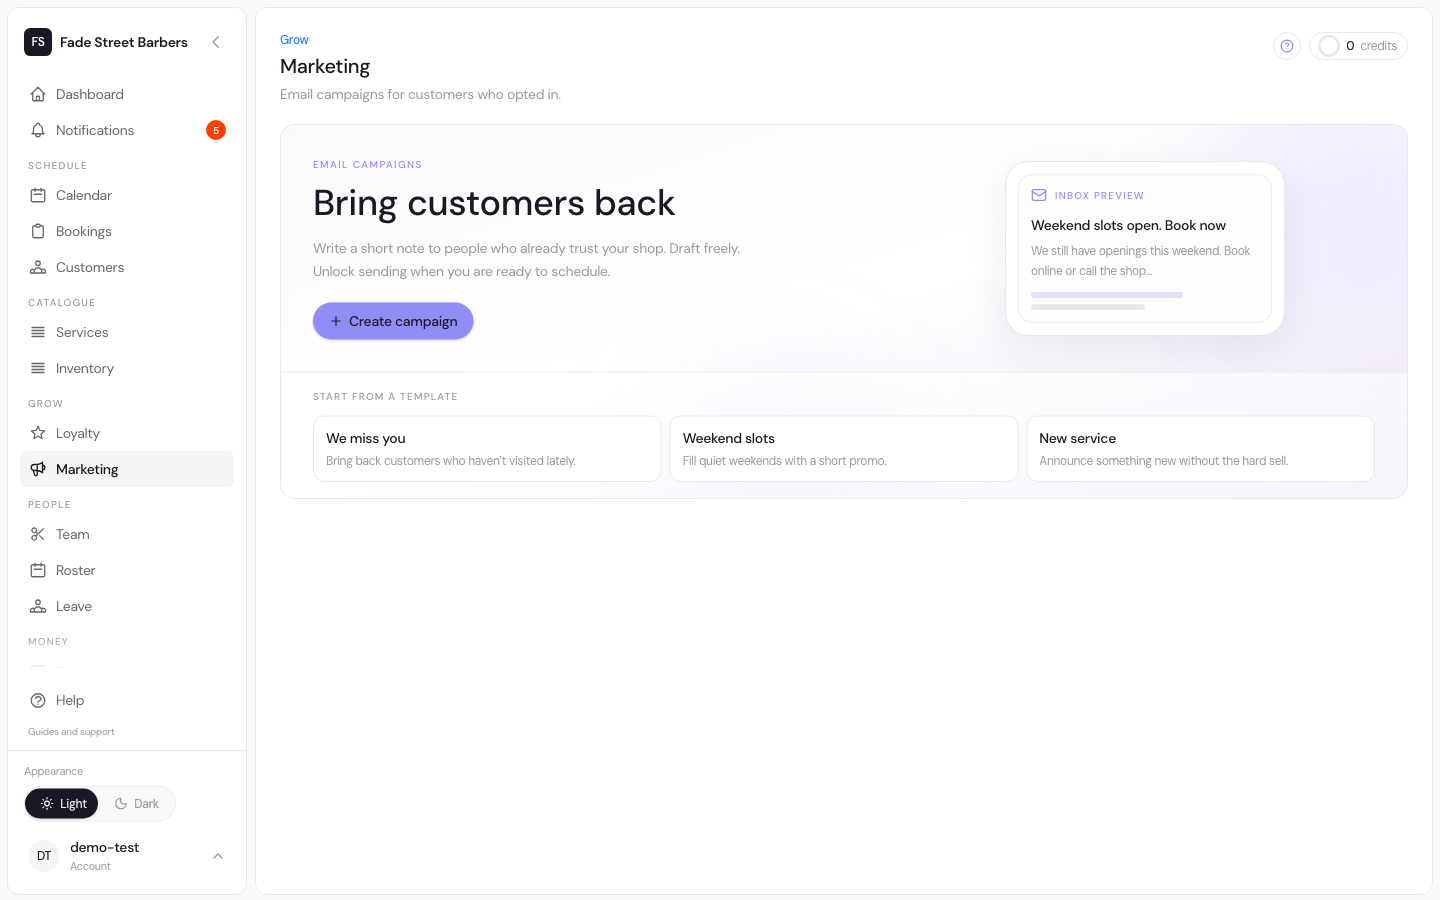 FS
Fade Street Barbers
Dashboard
Notifications
5
SCHEDULE
Calendar
Bookings
Customers
CATALOGUE
Services
Inventory
GROW
Loyalty
Marketing
PEOPLE
Team
Roster
Leave
MONEY
Help
Guides and support
Appearance
Light
Dark
DT
demo-test
Account
Grow
Marketing
Email campaigns for customers who opted in.
0 credits
EMAIL CAMPAIGNS
Bring customers back
Write a short note to people who already trust your shop. Draft freely.
Unlock sending when you are ready to schedule.
Create campaign
INBOX PREVIEW
Weekend slots open. Book now
We still have openings this weekend. Book
online or call the shop...
START FROM A TEMPLATE
We miss you
Bring back customers who haven't visited lately.
Weekend slots
Fill quiet weekends with a short promo.
New service
Announce something new without the hard sell.